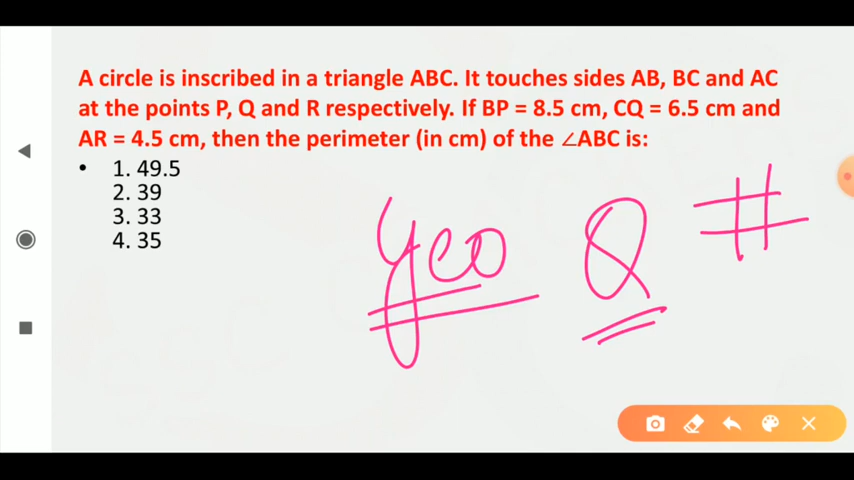 A circle is inscribed in a triangle ABC. It touches sides AB, BC and AC
at the points P, Q and R respectively. If BP = 8.5 cm, CQ = 6.5 cm and
AR = 4.5 cm, then the perimeter (in cm) of the ∠ABC is:
• 1. 49.5
2. 39
3. 33
4. 35
geo Q #